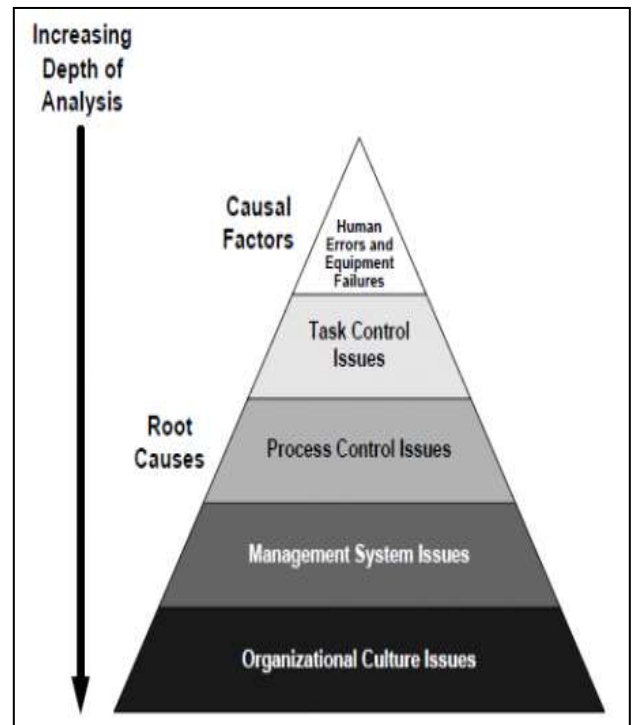 Increasing
Depth of
Analysis
Causal
Factors
Human
Errors and
Equipment
Failures
Task Control
Issues
Root
Causes
Process Control Issues
Management System Issues
Organizational Culture Issues